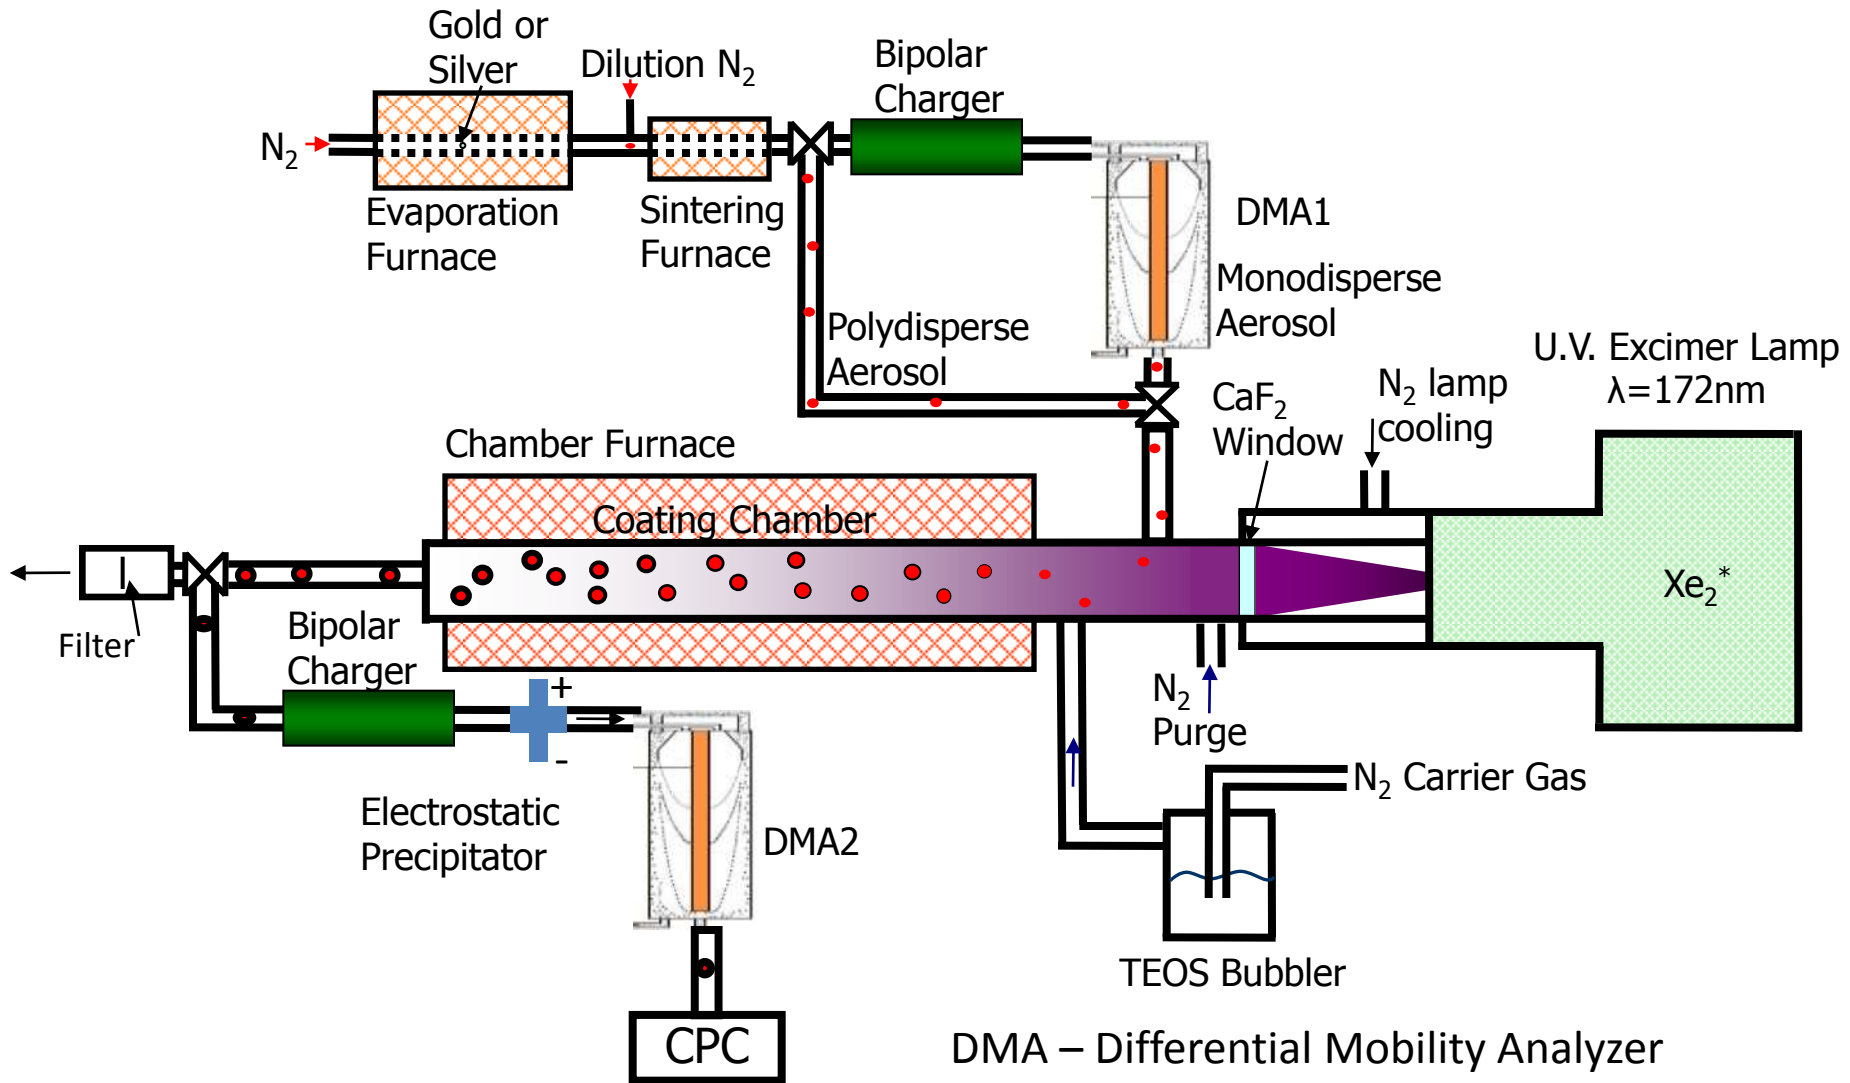 Gold or
Silver
Dilution N₂
Bipolar
Charger
N₂
Evaporation
Furnace
Sintering
Furnace
DMA1
Monodisperse
Aerosol
Polydisperse
Aerosol
U.V. Excimer Lamp
λ=172nm
N₂ lamp
cooling
CaF₂
Window
Chamber Furnace
Coating Chamber
Xe₂*
I
Filter
Bipolar
Charger
+
-
N₂
Purge
N₂ Carrier Gas
Electrostatic
Precipitator
DMA2
TEOS Bubbler
CPC
DMA – Differential Mobility Analyzer